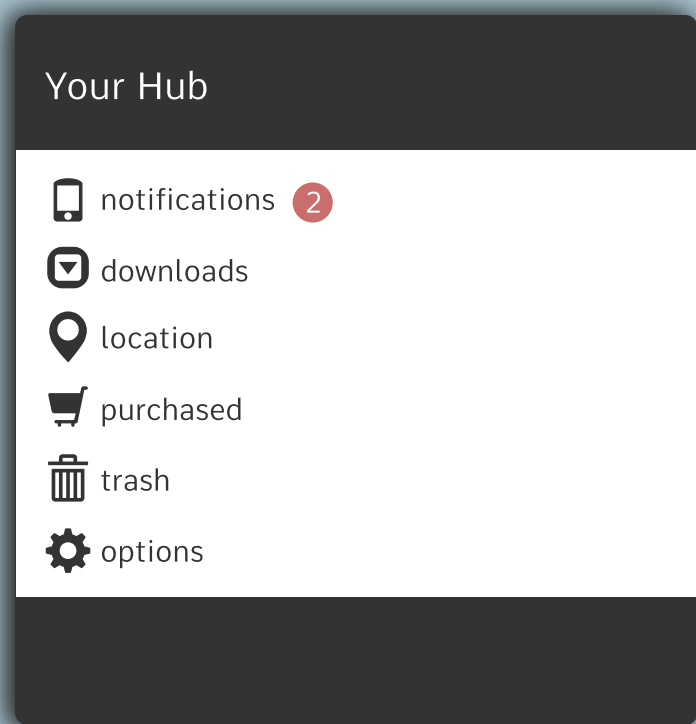 Your Hub
notifications 2
downloads
location
purchased
trash
options